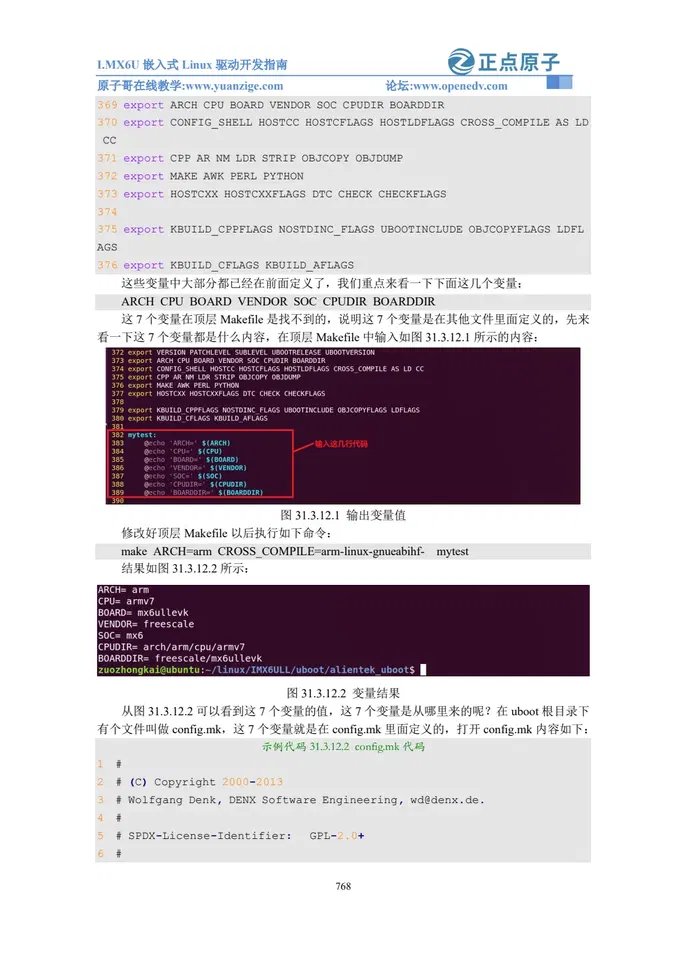 I.MX6U 嵌入式 Linux 驱动开发指南
正点原子
原子哥在线教学:www.yuanzige.com 论坛:www.openedv.com
369 export ARCH CPU BOARD VENDOR SOC CPUDIR BOARDDIR
370 export CONFIG_SHELL HOSTCC HOSTCFLAGS HOSTLDFLAGS CROSS_COMPILE AS LD
CC
371 export CPP AR NM LDR STRIP OBJCOPY OBJDUMP
372 export MAKE AWK PERL PYTHON
373 export HOSTCXX HOSTCXXFLAGS DTC CHECK CHECKFLAGS
374
375 export KBUILD_CPPFLAGS NOSTDINC_FLAGS UBOOTINCLUDE OBJCOPYFLAGS LDFL
AGS
376 export KBUILD_CFLAGS KBUILD_AFLAGS
这些变量中大部分都已经在前面定义了，我们重点来看一下下面这几个变量：
ARCH CPU BOARD VENDOR SOC CPUDIR BOARDDIR
这 7 个变量在顶层 Makefile 是找不到的，说明这 7 个变量是在其他文件里面定义的，先来
看一下这 7 个变量都是什么内容，在顶层 Makefile 中输入如图 31.3.12.1 所示的内容：
372 export VERSION PATCHLEVEL SUBLEVEL UBOOTRELEASE UBOOTVERSION
373 export ARCH CPU BOARD VENDOR SOC CPUDIR BOARDDIR
374 export CONFIG_SHELL HOSTCC HOSTCFLAGS HOSTLDFLAGS CROSS_COMPILE AS LD CC
375 export CPP AR NM LDR STRIP OBJCOPY OBJDUMP
376 export MAKE AWK PERL PYTHON
377 export HOSTCXX HOSTCXXFLAGS DTC CHECK CHECKFLAGS
378
379 export KBUILD_CPPFLAGS NOSTDINC_FLAGS UBOOTINCLUDE OBJCOPYFLAGS LDFLAGS
380 export KBUILD_CFLAGS KBUILD_AFLAGS
381
382 mytest:
383 @echo 'ARCH=' $(ARCH)
输入这几行代码
384 @echo 'CPU=' $(CPU)
385 @echo 'BOARD=' $(BOARD)
386 @echo 'VENDOR=' $(VENDOR)
387 @echo 'SOC=' $(SOC)
388 @echo 'CPUDIR=' $(CPUDIR)
389 @echo 'BOARDDIR=' $(BOARDDIR)
390
图 31.3.12.1 输出变量值
修改好顶层 Makefile 以后执行如下命令：
make ARCH=arm CROSS_COMPILE=arm-linux-gnueabihf- mytest
结果如图 31.3.12.2 所示：
ARCH= arm
CPU= armv7
BOARD= mx6ullevk
VENDOR= freescale
SOC= mx6
CPUDIR= arch/arm/cpu/armv7
BOARDDIR= freescale/mx6ullevk
zuozhongkai@ubuntu:~/linux/IMX6ULL/uboot/alientek_uboot$
图 31.3.12.2 变量结果
从图 31.3.12.2 可以看到这 7 个变量的值，这 7 个变量是从哪里来的呢？在 uboot 根目录下
有个文件叫做 config.mk，这 7 个变量就是在 config.mk 里面定义的，打开 config.mk 内容如下：
示例代码 31.3.12.2 config.mk 代码
1 #
2 # (C) Copyright 2000-2013
3 # Wolfgang Denk, DENX Software Engineering, wd@denx.de.
4 #
5 # SPDX-License-Identifier: GPL-2.0+
6 #
768